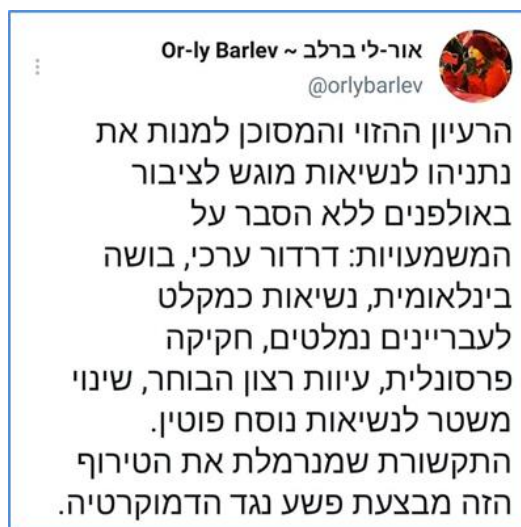 אור-לי ברלב ~ Or-ly Barlev
@orlybarlev
הרעיון ההזוי והמסוכן למנות את
נתניהו לנשיאות מוגש לציבור
באולפנים ללא הסבר על
המשמעויות: דרדור ערכי, בושה
בינלאומית, נשיאות כמקלט
לעבריינים נמלטים, חקיקה
פרסונלית, עיוות רצון הבוחר, שינוי
משטר לנשיאות נוסח פוטין.
התקשורת שמנרמלת את הטירוף
הזה מבצעת פשע נגד הדמוקרטיה.